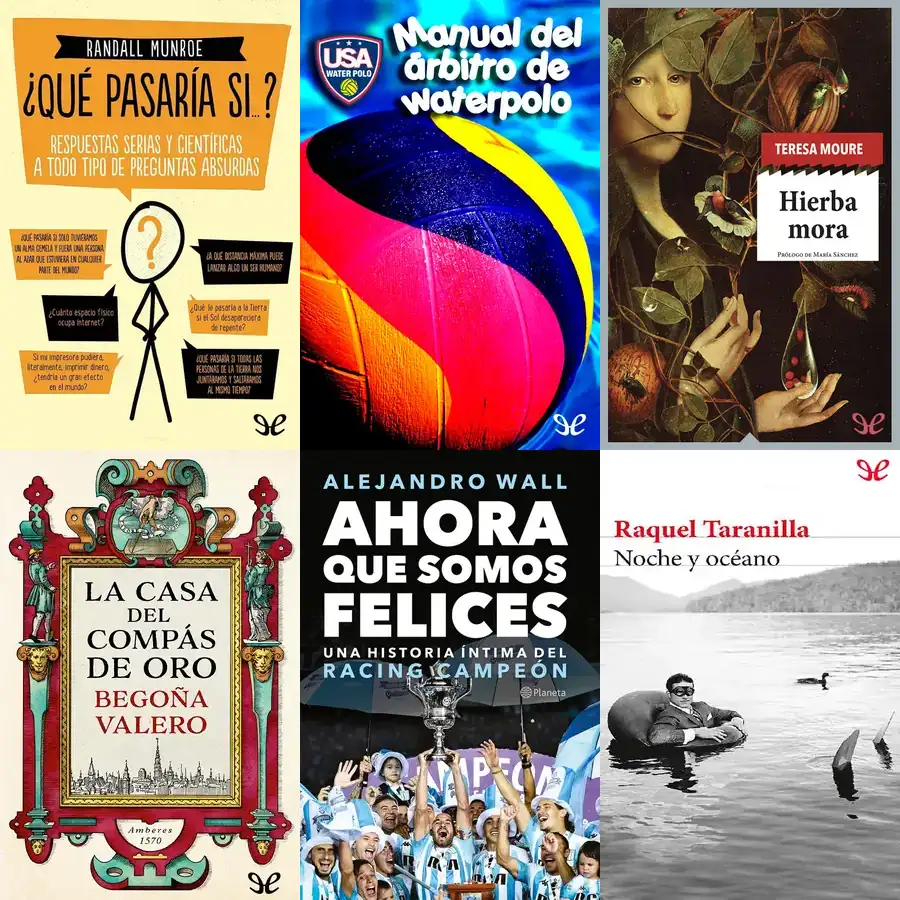 RANDALL MUNROE
¿QUÉ PASARÍA SI...?
RESPUESTAS SERIAS Y CIENTÍFICAS
A TODO TIPO DE PREGUNTAS ABSURDAS
¿QUÉ PASARÍA SI SOLO TUVIÉRAMOS
UN ALMA GEMELA Y FUERA UNA PERSONA
AL AZAR QUE ESTUVIERA EN CUALQUIER
PARTE DEL MUNDO?
¿A QUÉ DISTANCIA MÁXIMA PUEDE
LANZAR ALGO UN SER HUMANO?
¿Cuánto espacio físico
ocupa internet?
¿Qué le pasaría a la Tierra
si el Sol desapareciera
de repente?
Si mi impresora pudiera,
literalmente, imprimir dinero,
¿tendría un gran efecto
en el mundo?
¿QUÉ PASARÍA SI TODAS LAS
PERSONAS DE LA TIERRA NOS
JUNTÁRAMOS Y SALTÁRAMOS
AL MISMO TIEMPO?
?
USA
WATER POLO
Manual del
árbitro de
waterpolo
TERESA MOURE
Hierba
mora
PRÓLOGO DE MARÍA SÁNCHEZ
LA CASA
DEL
COMPÁS
DE ORO
BEGOÑA
VALERO
Amberes
1570
ALEJANDRO WALL
AHORA
QUE SOMOS
FELICES
UNA HISTORIA ÍNTIMA DEL
RACING CAMPEÓN
Planeta
Raquel Taranilla
Noche y océano